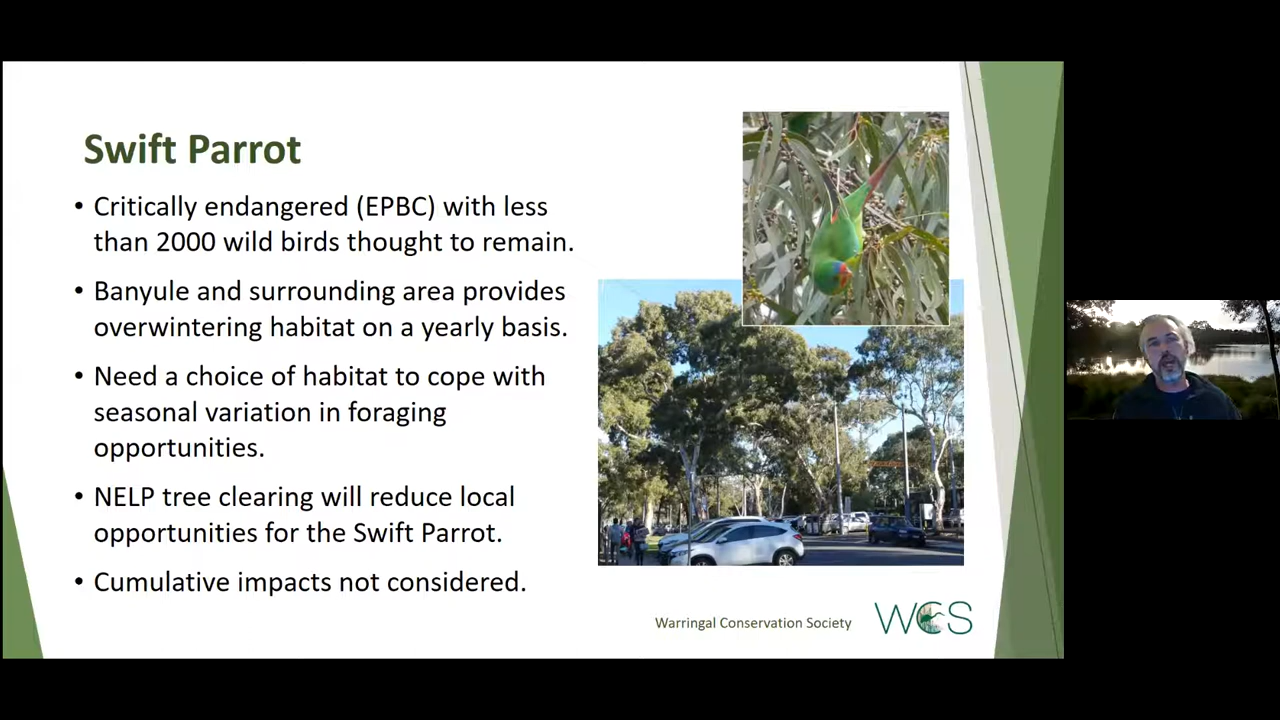 Swift Parrot
• Critically endangered (EPBC) with less
than 2000 wild birds thought to remain.
• Banyule and surrounding area provides
overwintering habitat on a yearly basis.
• Need a choice of habitat to cope with
seasonal variation in foraging
opportunities.
• NELP tree clearing will reduce local
opportunities for the Swift Parrot.
• Cumulative impacts not considered.
Warringal Conservation Society
WCS